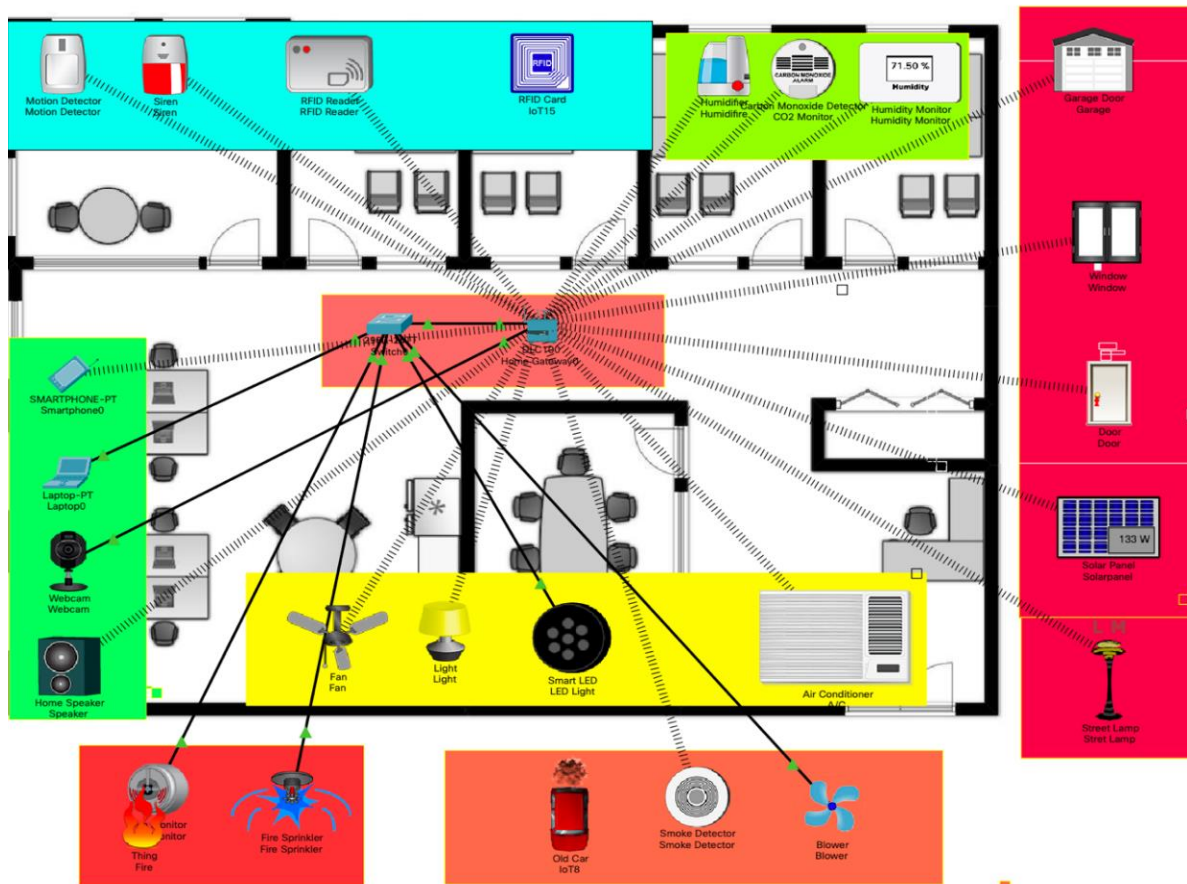 Motion Detector
Motion Detector
Siren
Siren
RFID Reader
RFID Reader
RFID
RFID Card
IoT15
Humidifier
Humidifire
CARBON MONOXIDE
ALARM
Carbon Monoxide Detector
CO2 Monitor
71.50 %
Humidity
Humidity Monitor
Humidity Monitor
Garage Door
Garage
Window
Window
Switch
Home Gateway0
SMARTPHONE-PT
Smartphone0
Door
Door
Laptop-PT
Laptop0
133 W
Solar Panel
Solarpanel
Webcam
Webcam
Fan
Fan
Light
Light
Smart LED
LED Light
Air Conditioner
A/C
L M
Street Lamp
Stret Lamp
Home Speaker
Speaker
Thing
Fire
Fire Sprinkler
Fire Sprinkler
Old Car
IoT8
Smoke Detector
Smoke Detector
Blower
Blower